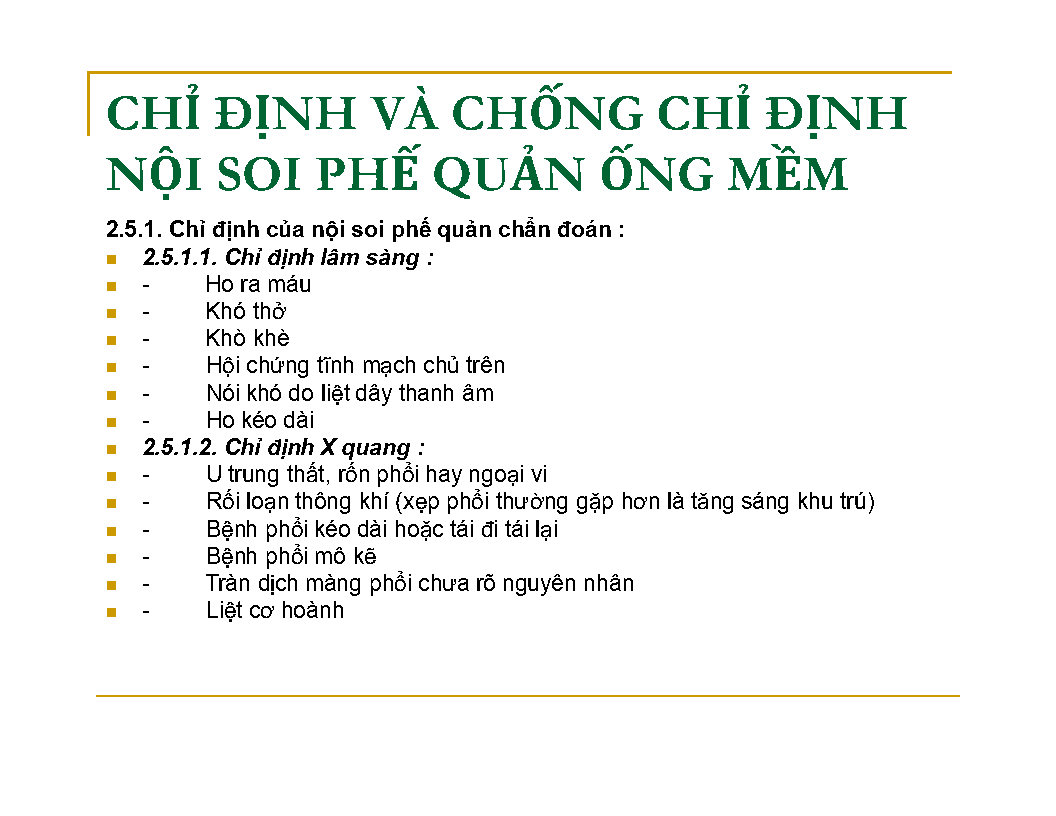 CHỈ ĐỊNH VÀ CHỐNG CHỈ ĐỊNH
NỘI SOI PHẾ QUẢN ỐNG MỀM
2.5.1. Chỉ định của nội soi phế quản chẩn đoán :
2.5.1.1. Chỉ định lâm sàng :
- Ho ra máu
- Khó thở
- Khò khè
- Hội chứng tĩnh mạch chủ trên
- Nói khó do liệt dây thanh âm
- Ho kéo dài
2.5.1.2. Chỉ định X quang :
- U trung thất, rốn phổi hay ngoại vi
- Rối loạn thông khí (xẹp phổi thường gặp hơn là tăng sáng khu trú)
- Bệnh phổi kéo dài hoặc tái đi tái lại
- Bệnh phổi mô kẽ
- Tràn dịch màng phổi chưa rõ nguyên nhân
- Liệt cơ hoành